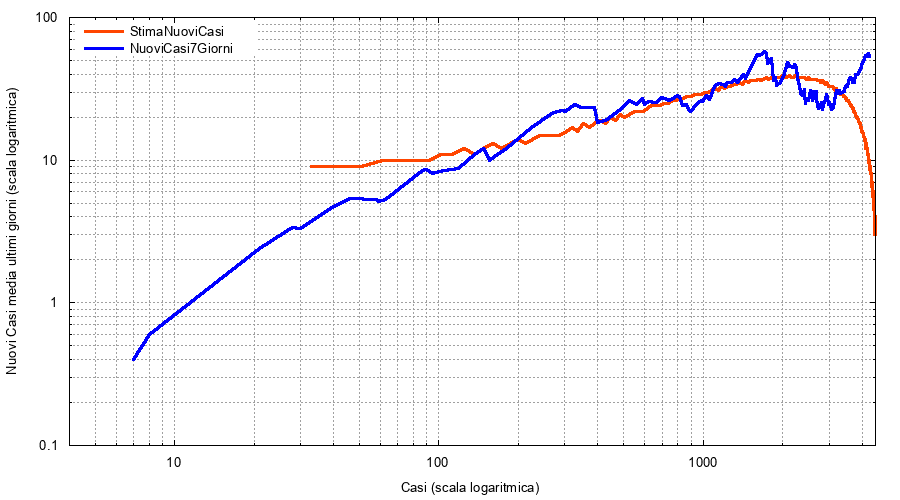 100
StimaNuoviCasi
NuoviCasi7Giorni
10
1
0.1
Nuovi Casi media ultimi giorni (scala logaritmica)
10
100
1000
Casi (scala logaritmica)